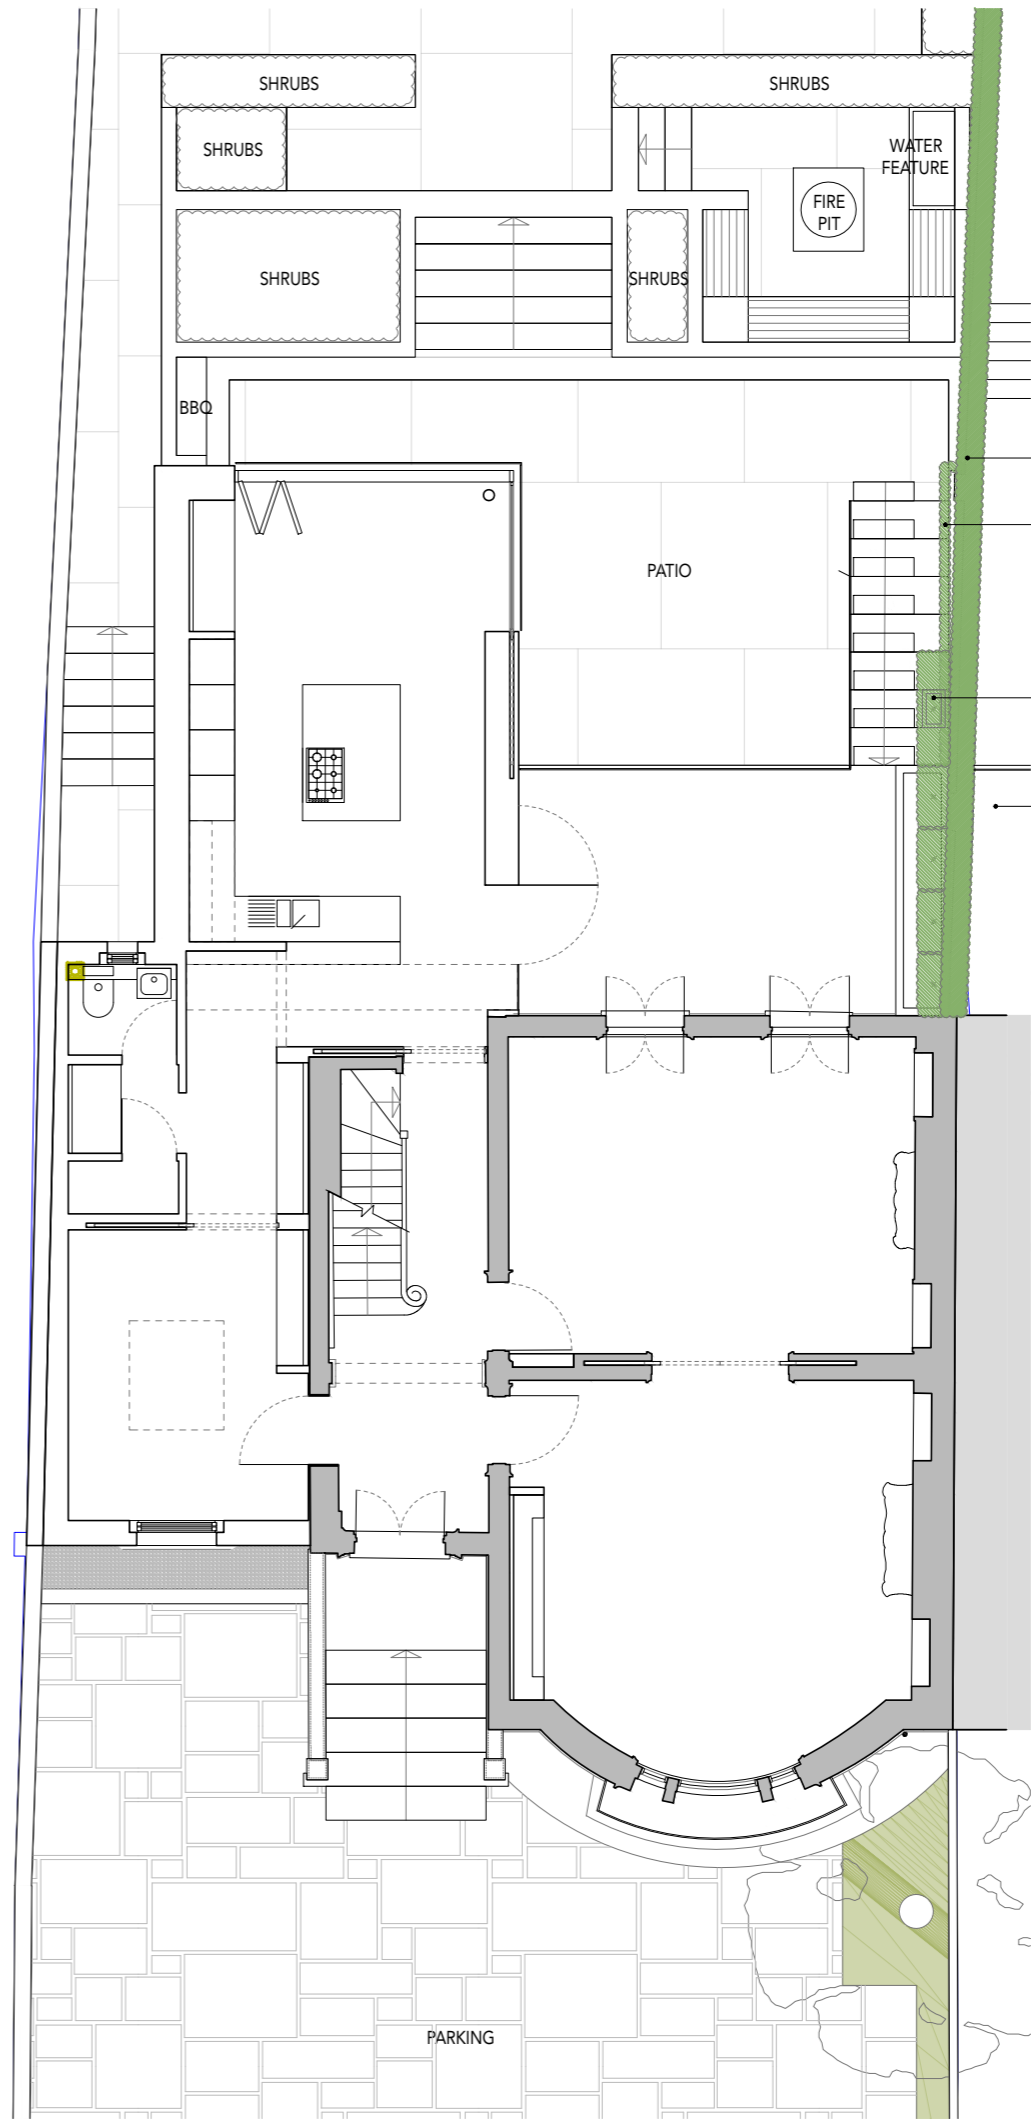 SHRUBS
SHRUBS
SHRUBS
WATER
FEATURE
FIRE
PIT
SHRUBS
SHRUBS
BBQ
PATIO
PARKING